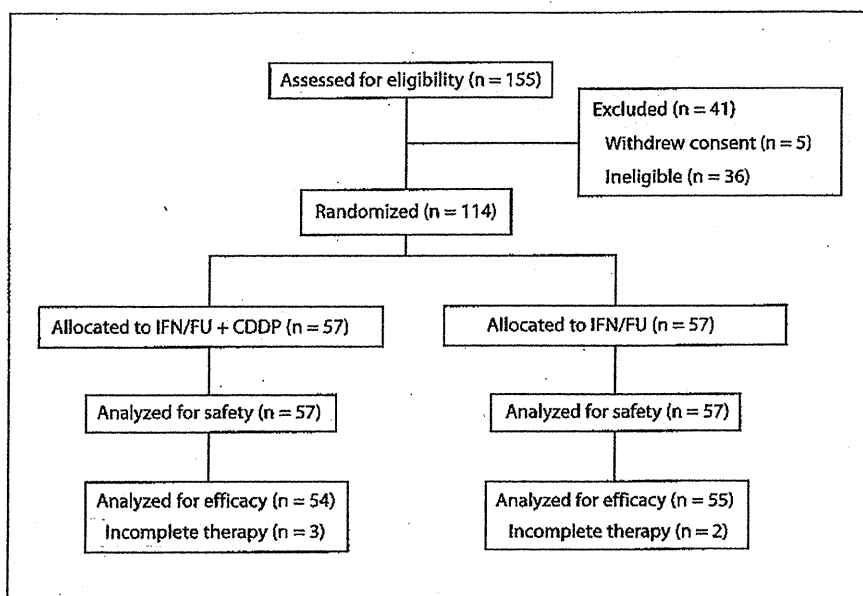 Assessed for eligibility (n = 155)
Excluded (n = 41)
Withdrew consent (n = 5)
Ineligible (n = 36)
Randomized (n = 114)
Allocated to IFN/FU + CDDP (n = 57)
Allocated to IFN/FU (n = 57)
Analyzed for safety (n = 57)
Analyzed for safety (n = 57)
Analyzed for efficacy (n = 54)
Incomplete therapy (n = 3)
Analyzed for efficacy (n = 55)
Incomplete therapy (n = 2)